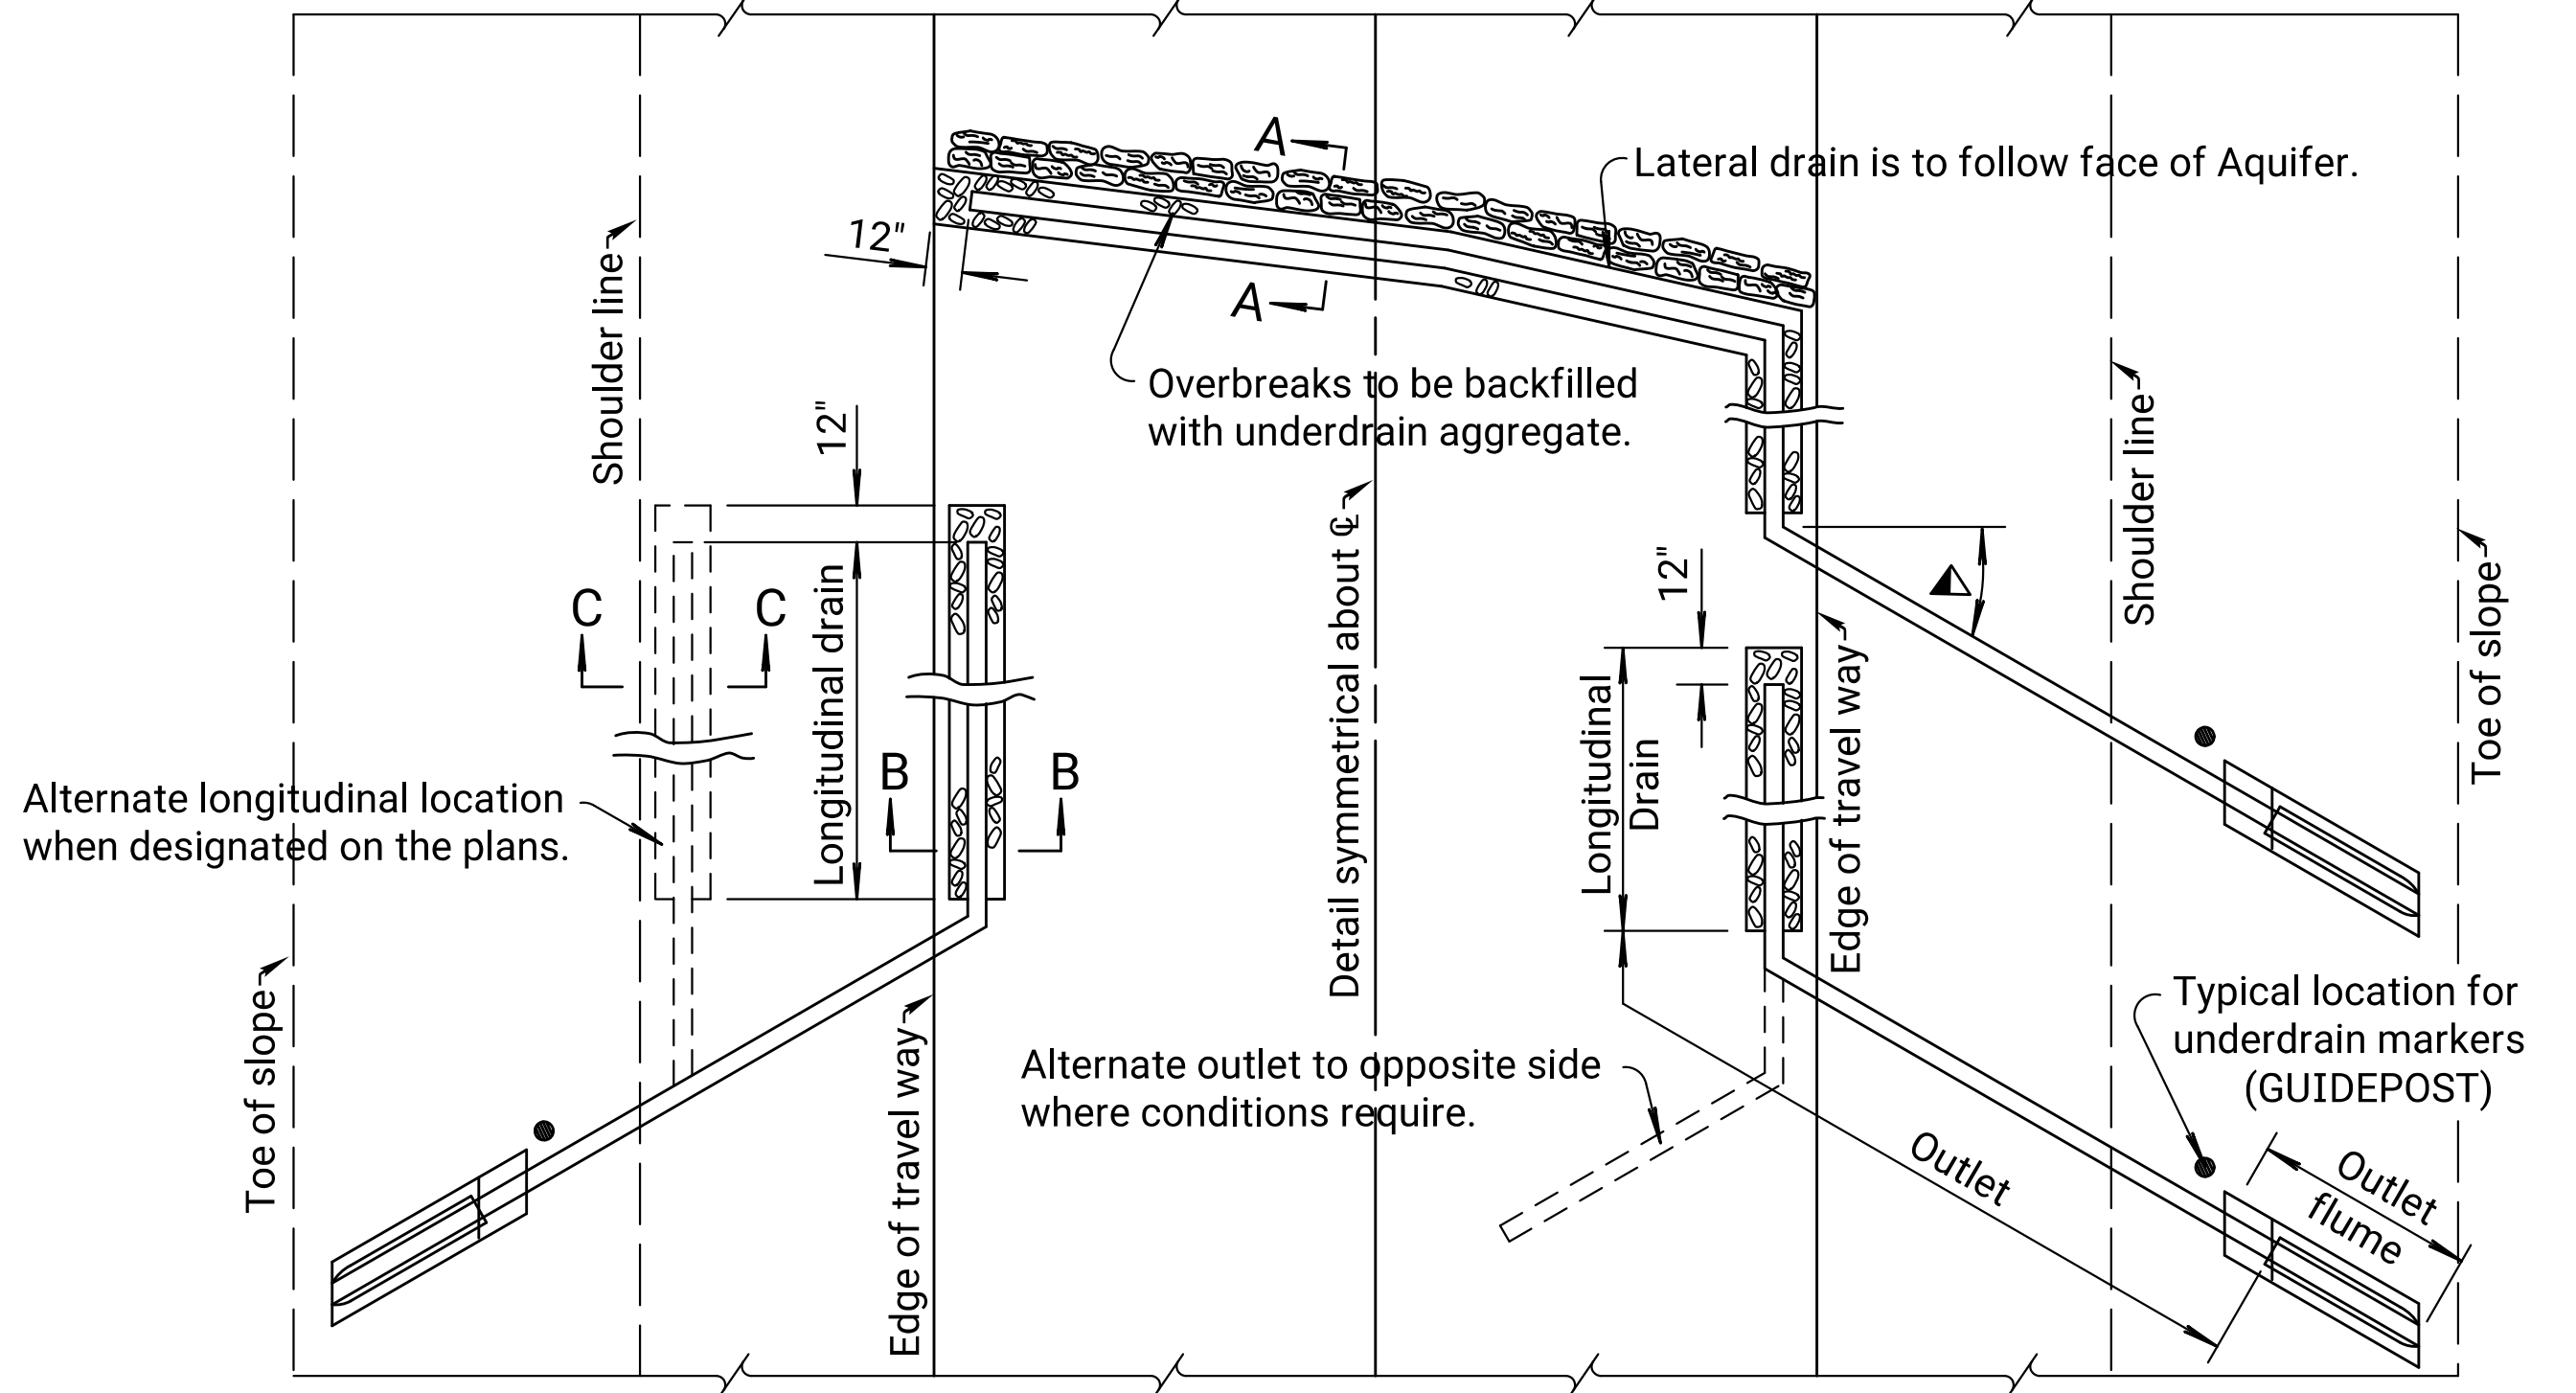 A
Lateral drain is to follow face of Aquifer.
12"
Shoulder line
A
Overbreaks to be backfilled
with underdrain aggregate.
12"
Shoulder line
Detail symmetrical about ℄
12"
Toe of slope
C
C
Longitudinal drain
Longitudinal
Drain
Edge of travel way
B
B
Alternate longitudinal location
when designated on the plans.
Toe of slope
Edge of travel way
Alternate outlet to opposite side
where conditions require.
Typical location for
underdrain markers
(GUIDEPOST)
Outlet
Outlet
flume